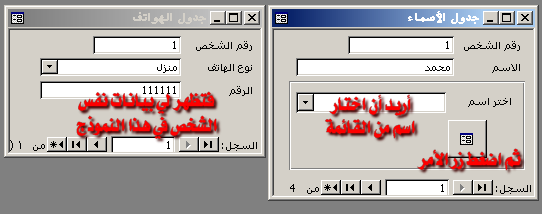 جدول الأسماء
رقم الشخص
1
الاسم
محمد
اختر اسم
أريد أن اختار
اسم من القائمة
ثم اضغط زر الأمر
السجل:
1
من 4
جدول الهواتف
رقم الشخص
1
نوع الهاتف
منزل
الرقم
111111
فتظهر لي بيانات نفس
الشخص في هذا النموذج
السجل:
1
من 1 (